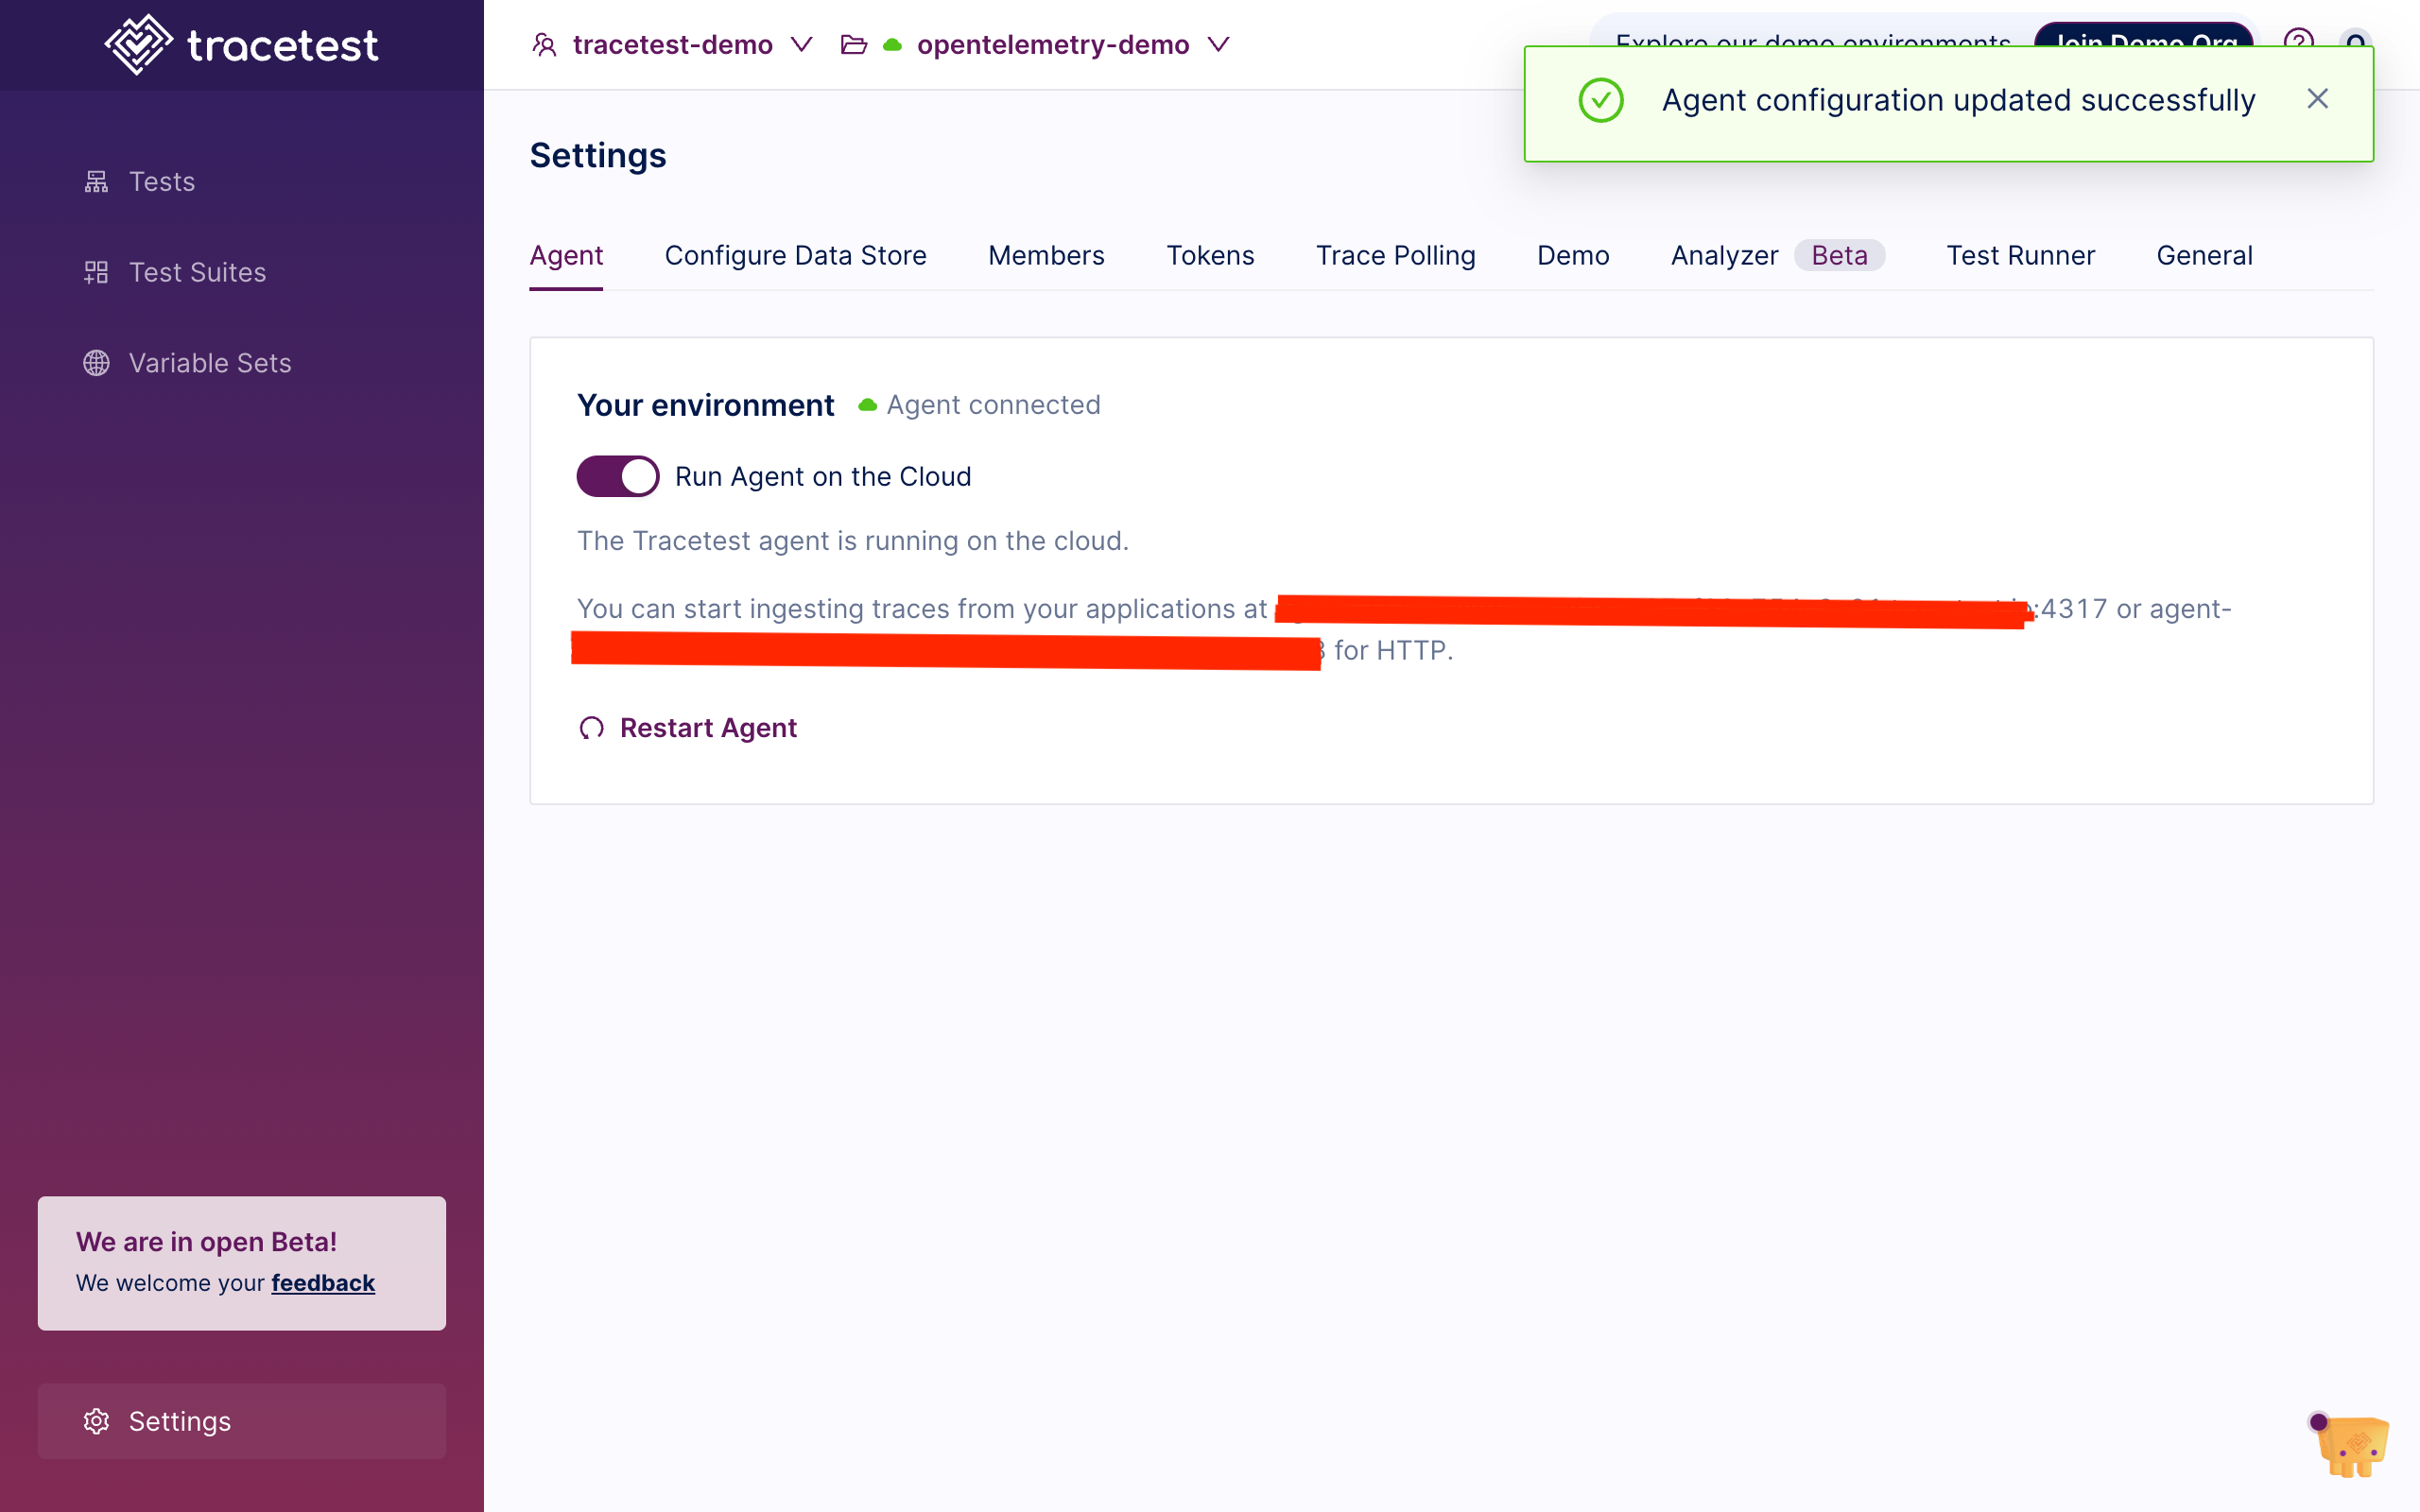 tracetest
tracetest-demo opentelemetry-demo Explore our demo environments Join Demo Org
Agent configuration updated successfully
Tests
Test Suites
Variable Sets
Settings
Agent Configure Data Store Members Tokens Trace Polling Demo Analyzer Beta Test Runner General
Your environment Agent connected
Run Agent on the Cloud
The Tracetest agent is running on the cloud.
You can start ingesting traces from your applications at :4317 or agent-
for HTTP.
Restart Agent
We are in open Beta!
We welcome your feedback
Settings